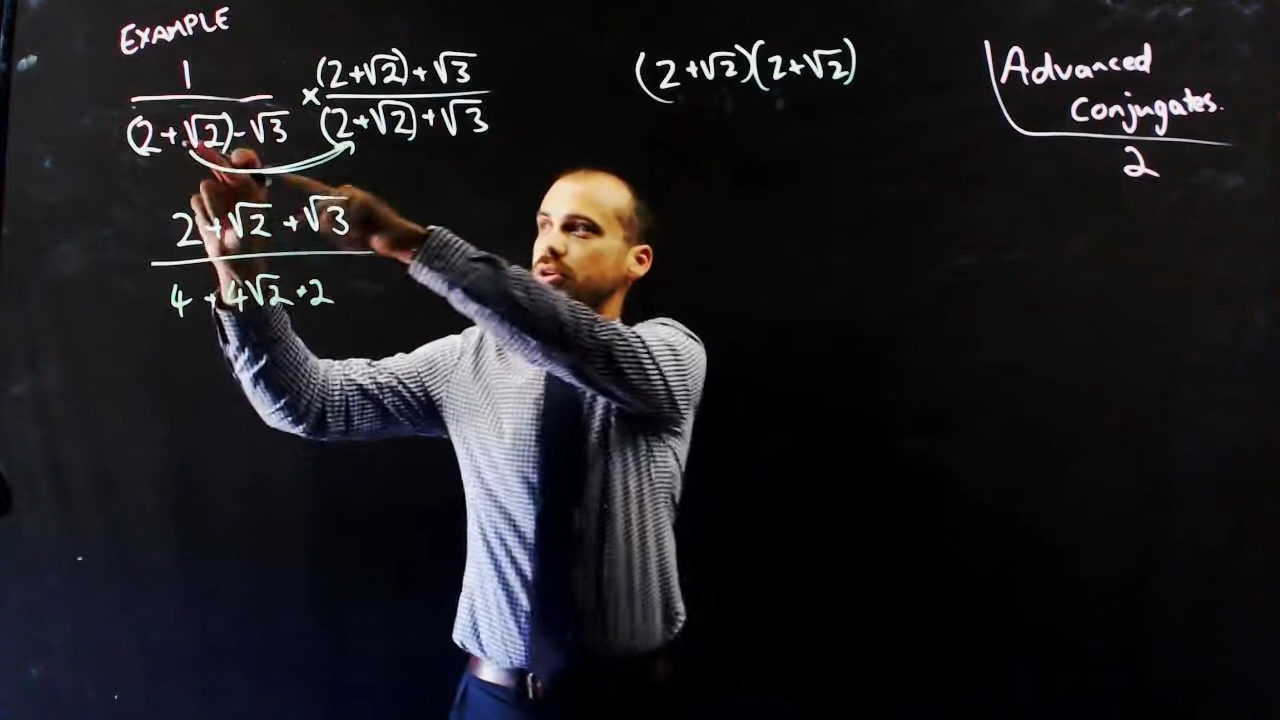 EXAMPLE
1 / (2+√2)-√3 × (2+√2)+√3 / (2+√2)+√3
2+√2+√3
4+4√2+2
(2+√2)(2+√2)
Advanced
Conjugates.
2